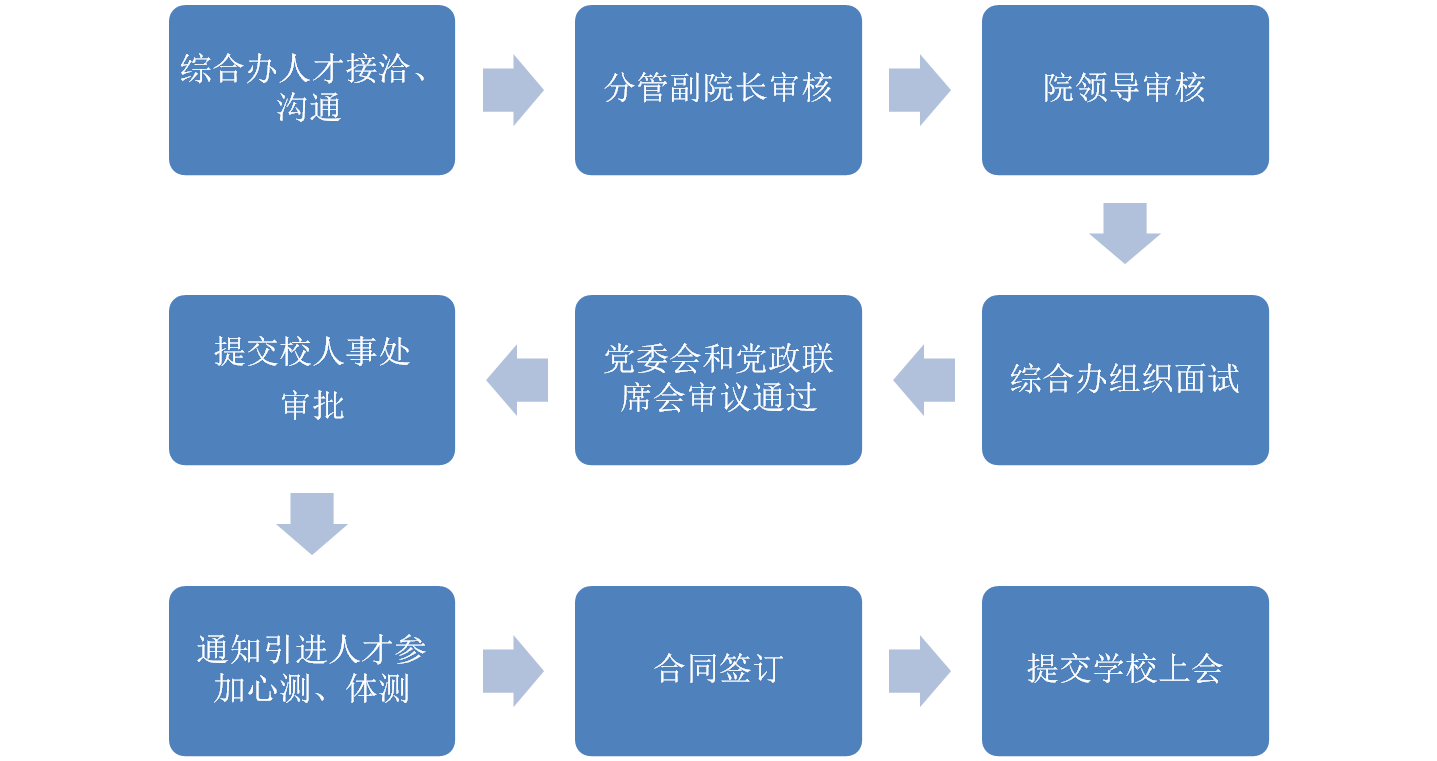 综合办人才接洽、
沟通
分管副院长审核
院领导审核
综合办组织面试
党委会和党政联
席会审议通过
提交校人事处
审批
通知引进人才参
加心测、体测
合同签订
提交学校上会